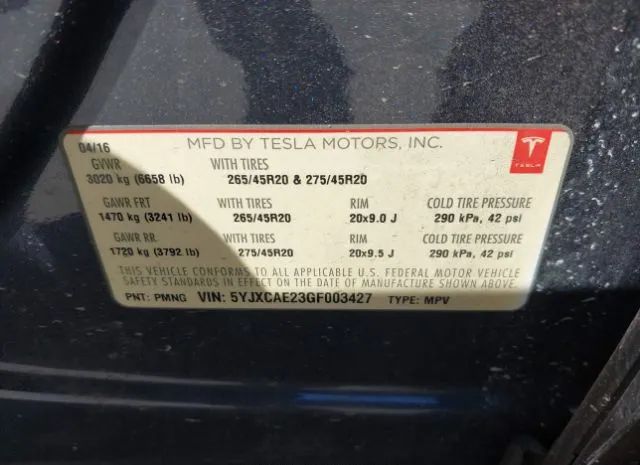 04/16 MFD BY TESLA MOTORS, INC.
GVWR WITH TIRES
3020 kg (6658 lb) 265/45R20 & 275/45R20
TESLA
GAWR FRT WITH TIRES RIM COLD TIRE PRESSURE
1470 kg (3241 lb) 265/45R20 20x9.0 J 290 kPa, 42 psi
GAWR RR. WITH TIRES RIM COLD TIRE PRESSURE
1720 kg (3792 lb) 275/45R20 20x9.5 J 290 kPa, 42 psi
THIS VEHICLE CONFORMS TO ALL APPLICABLE U.S. FEDERAL MOTOR VEHICLE
SAFETY STANDARDS IN EFFECT ON THE DATE OF MANUFACTURE SHOWN ABOVE.
PNT: PMNG VIN: 5YJXCAE23GF003427 TYPE: MPV